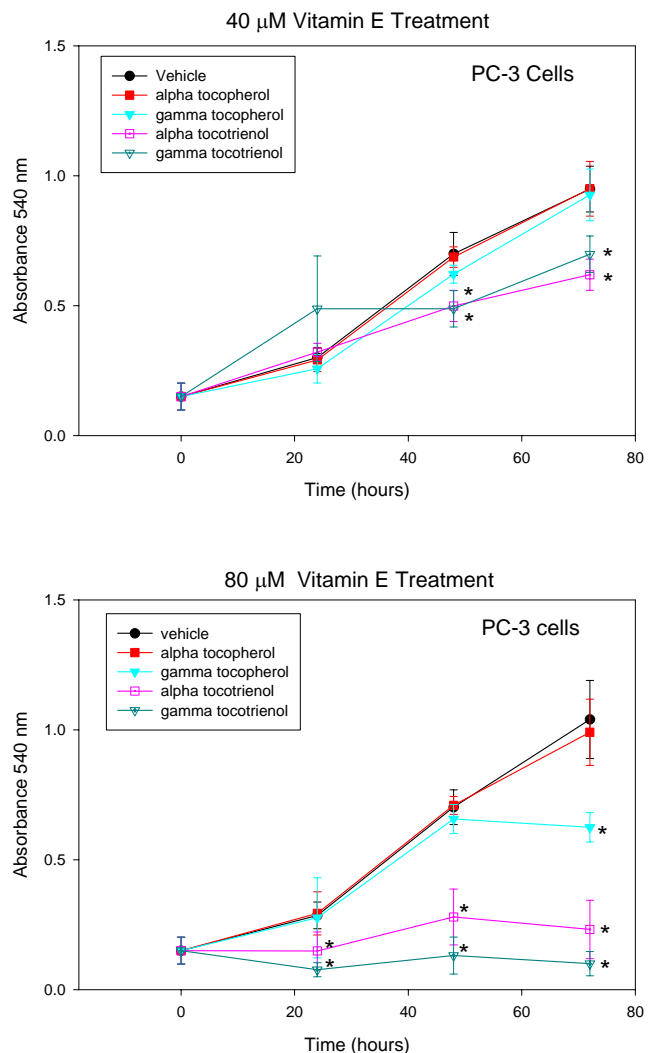 40 μM Vitamin E Treatment
1.5
Vehicle
alpha tocopherol
gamma tocopherol
alpha tocotrienol
gamma tocotrienol
PC-3 Cells
1.0
Absorbance 540 nm
*
*
0.5
*
*
0.0
0 20 40 60 80
Time (hours)
80 μM Vitamin E Treatment
1.5
vehicle
alpha tocopherol
gamma tocopherol
alpha tocotrienol
gamma tocotrienol
PC-3 cells
1.0
Absorbance 540 nm
*
0.5
*
*
*
*
*
*
0.0
0 20 40 60 80
Time (hours)